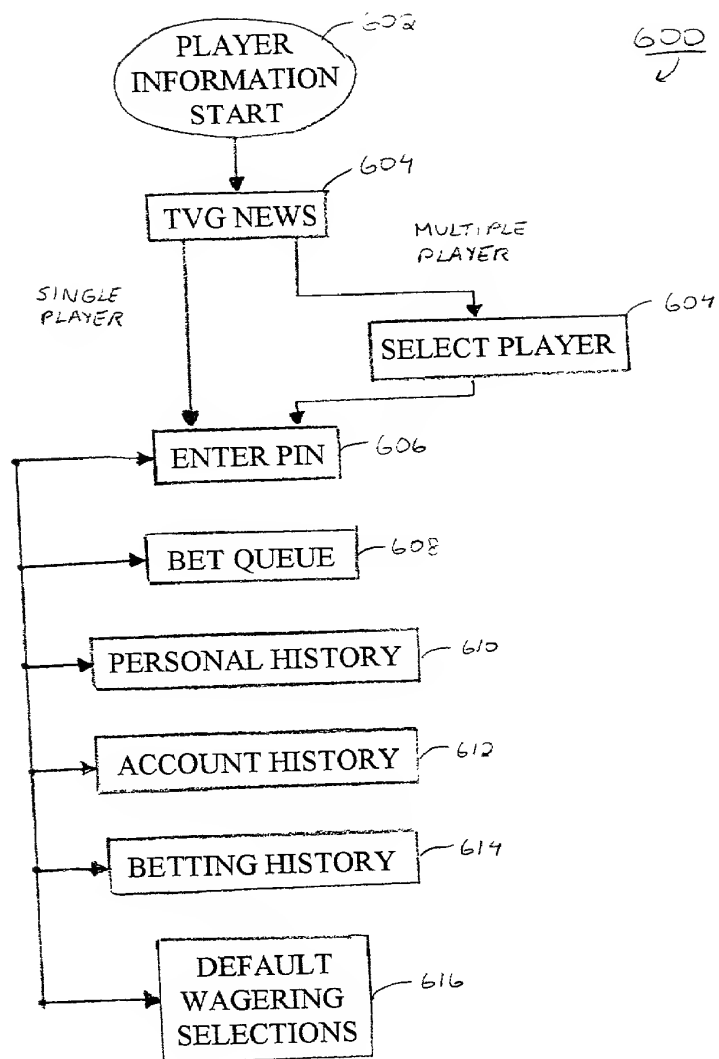 602
600
PLAYER
INFORMATION
START
604
TVG NEWS
MULTIPLE
PLAYER
SINGLE
PLAYER
604
SELECT PLAYER
ENTER PIN
606
BET QUEUE
608
PERSONAL HISTORY
610
ACCOUNT HISTORY
612
BETTING HISTORY
614
DEFAULT
WAGERING
SELECTIONS
616